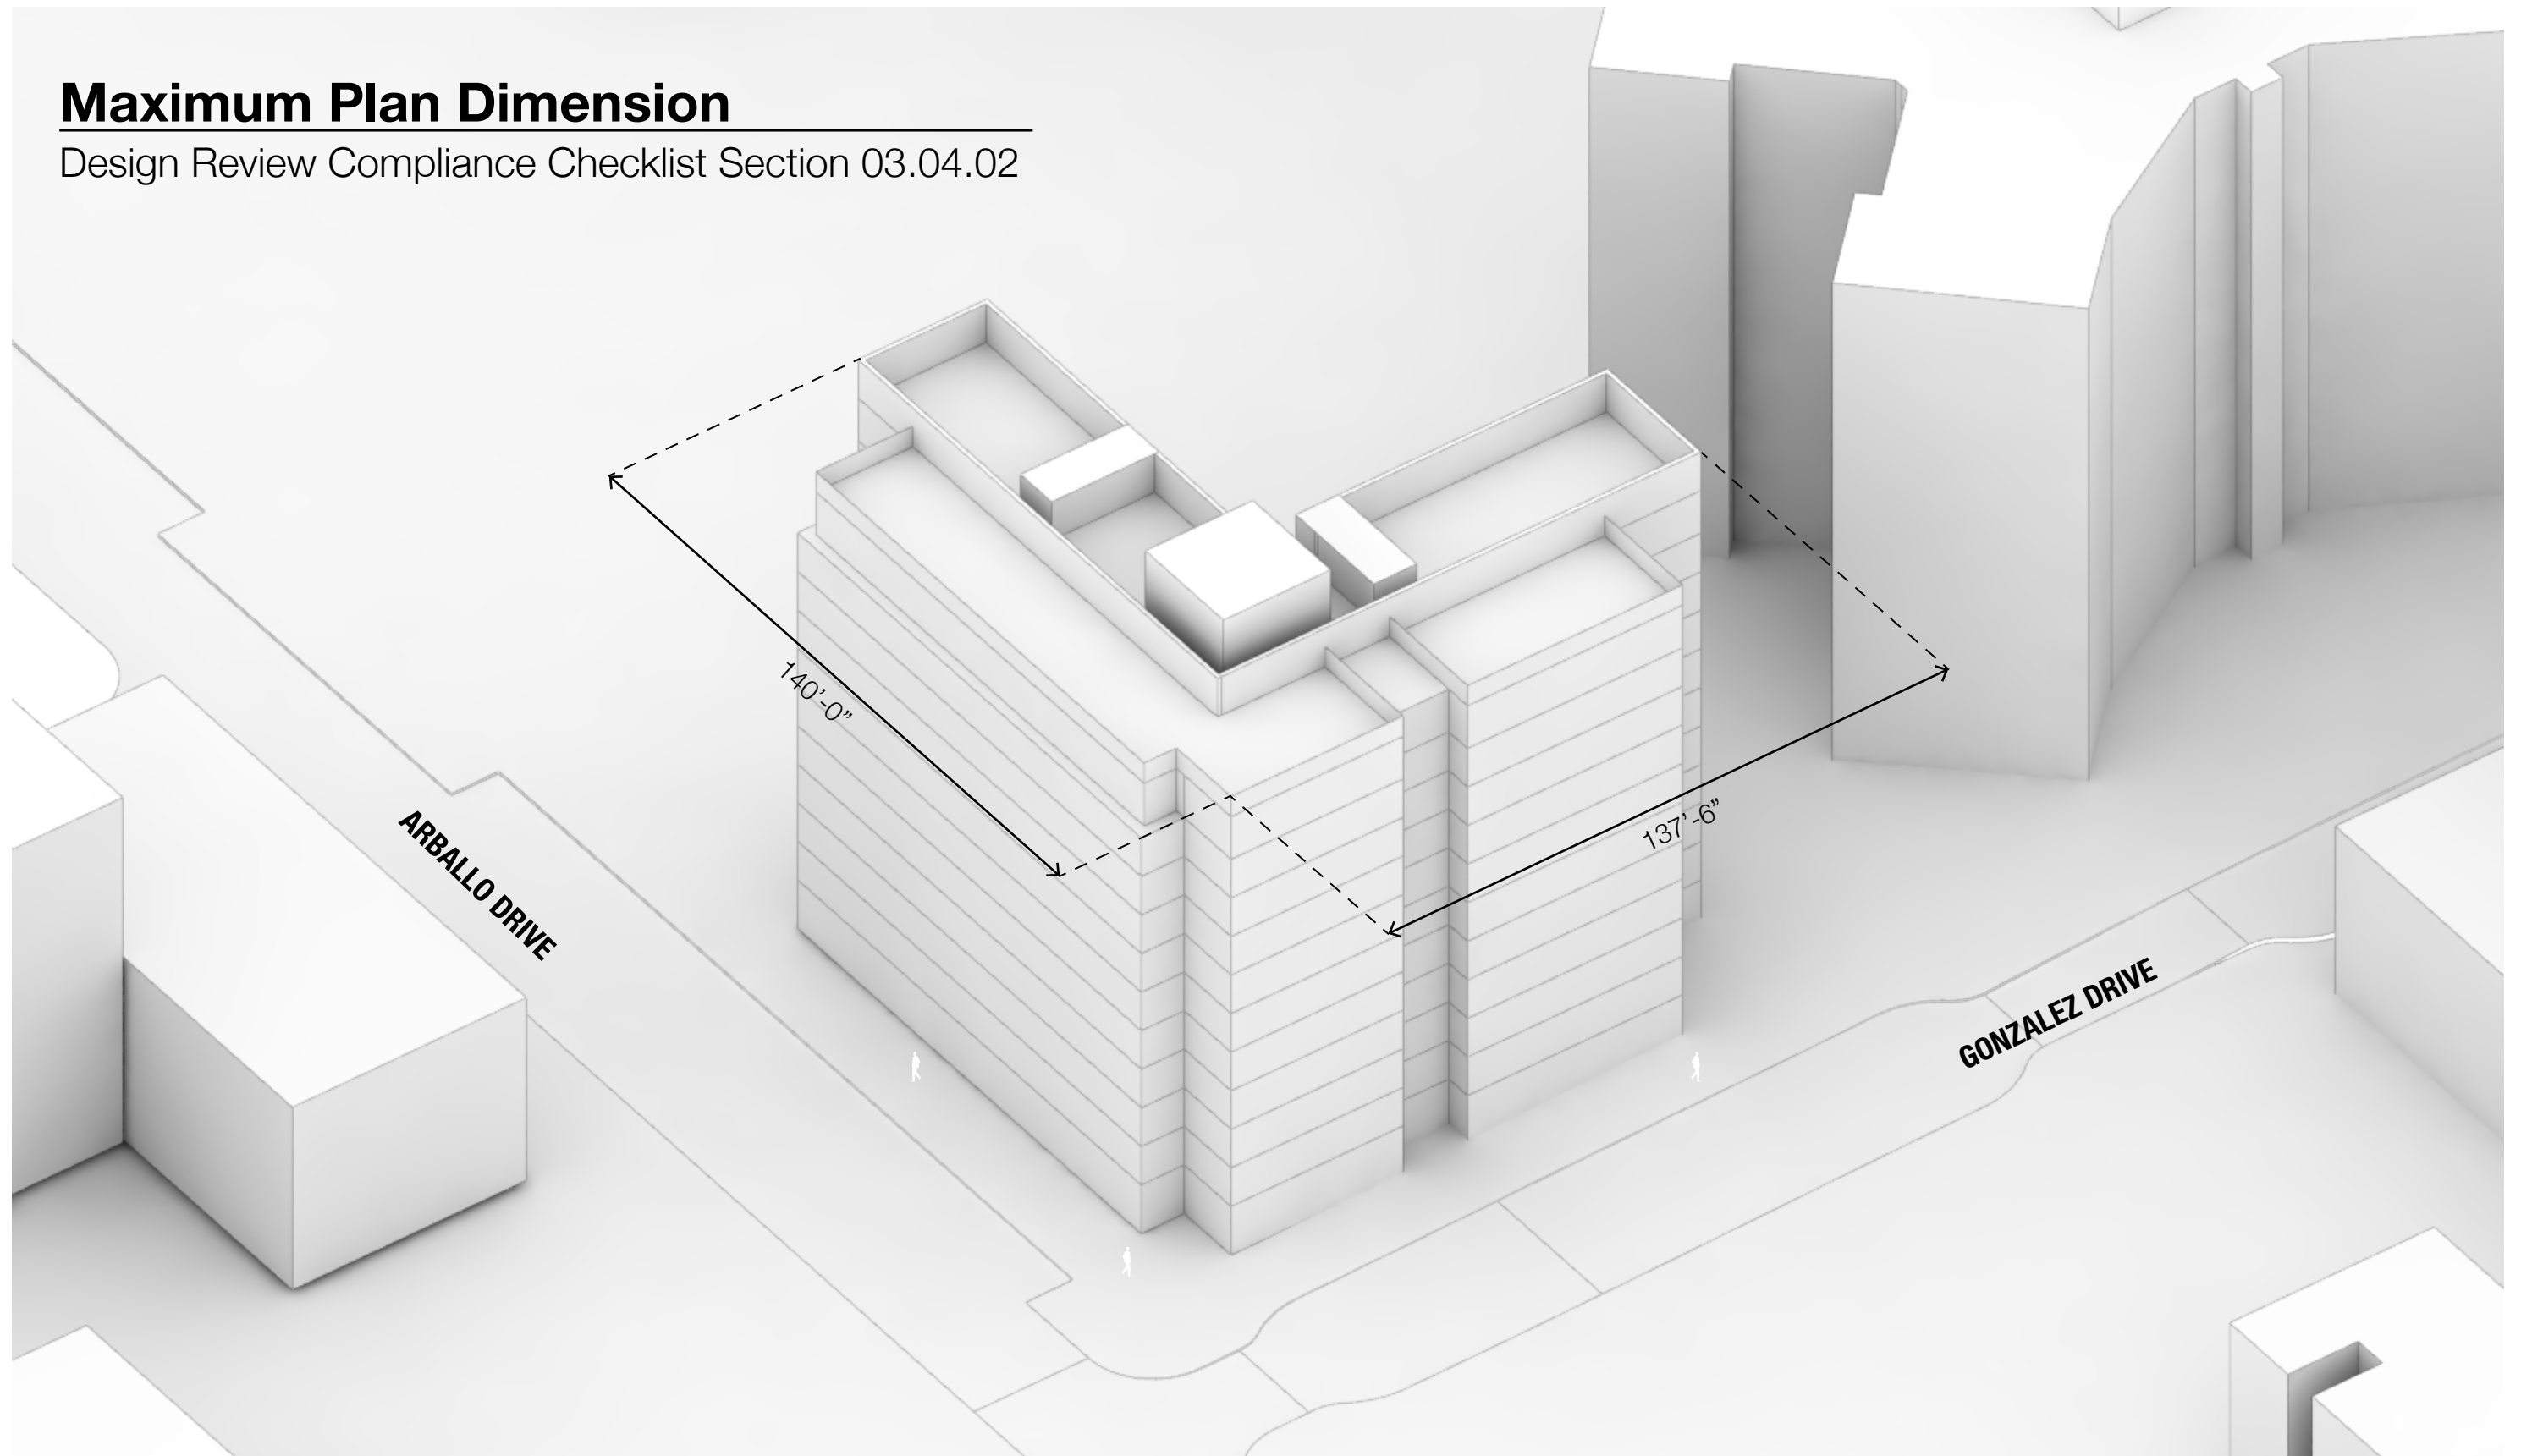 Maximum Plan Dimension
Design Review Compliance Checklist Section 03.04.02
140’-0”
137’-6”
ARBALLO DRIVE
GONZALEZ DRIVE